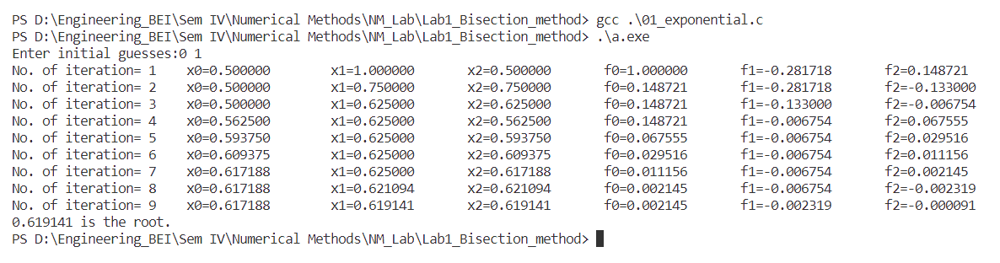 PS D:\Engineering_BEI\Sem IV\Numerical Methods\NM_Lab\Lab1_Bisection_method> gcc .\01_exponential.c
PS D:\Engineering_BEI\Sem IV\Numerical Methods\NM_Lab\Lab1_Bisection_method> .\a.exe
Enter initial guesses:0 1
No. of iteration= 1 x0=0.500000 x1=1.000000 x2=0.500000 f0=1.000000 f1=-0.281718 f2=0.148721
No. of iteration= 2 x0=0.500000 x1=0.750000 x2=0.750000 f0=0.148721 f1=-0.281718 f2=-0.133000
No. of iteration= 3 x0=0.500000 x1=0.625000 x2=0.625000 f0=0.148721 f1=-0.133000 f2=-0.006754
No. of iteration= 4 x0=0.562500 x1=0.625000 x2=0.562500 f0=0.148721 f1=-0.006754 f2=0.067555
No. of iteration= 5 x0=0.593750 x1=0.625000 x2=0.593750 f0=0.067555 f1=-0.006754 f2=0.029516
No. of iteration= 6 x0=0.609375 x1=0.625000 x2=0.609375 f0=0.029516 f1=-0.006754 f2=0.011156
No. of iteration= 7 x0=0.617188 x1=0.625000 x2=0.617188 f0=0.011156 f1=-0.006754 f2=0.002145
No. of iteration= 8 x0=0.617188 x1=0.621094 x2=0.621094 f0=0.002145 f1=-0.006754 f2=-0.002319
No. of iteration= 9 x0=0.617188 x1=0.619141 x2=0.619141 f0=0.002145 f1=-0.002319 f2=-0.000091
0.619141 is the root.
PS D:\Engineering_BEI\Sem IV\Numerical Methods\NM_Lab\Lab1_Bisection_method>